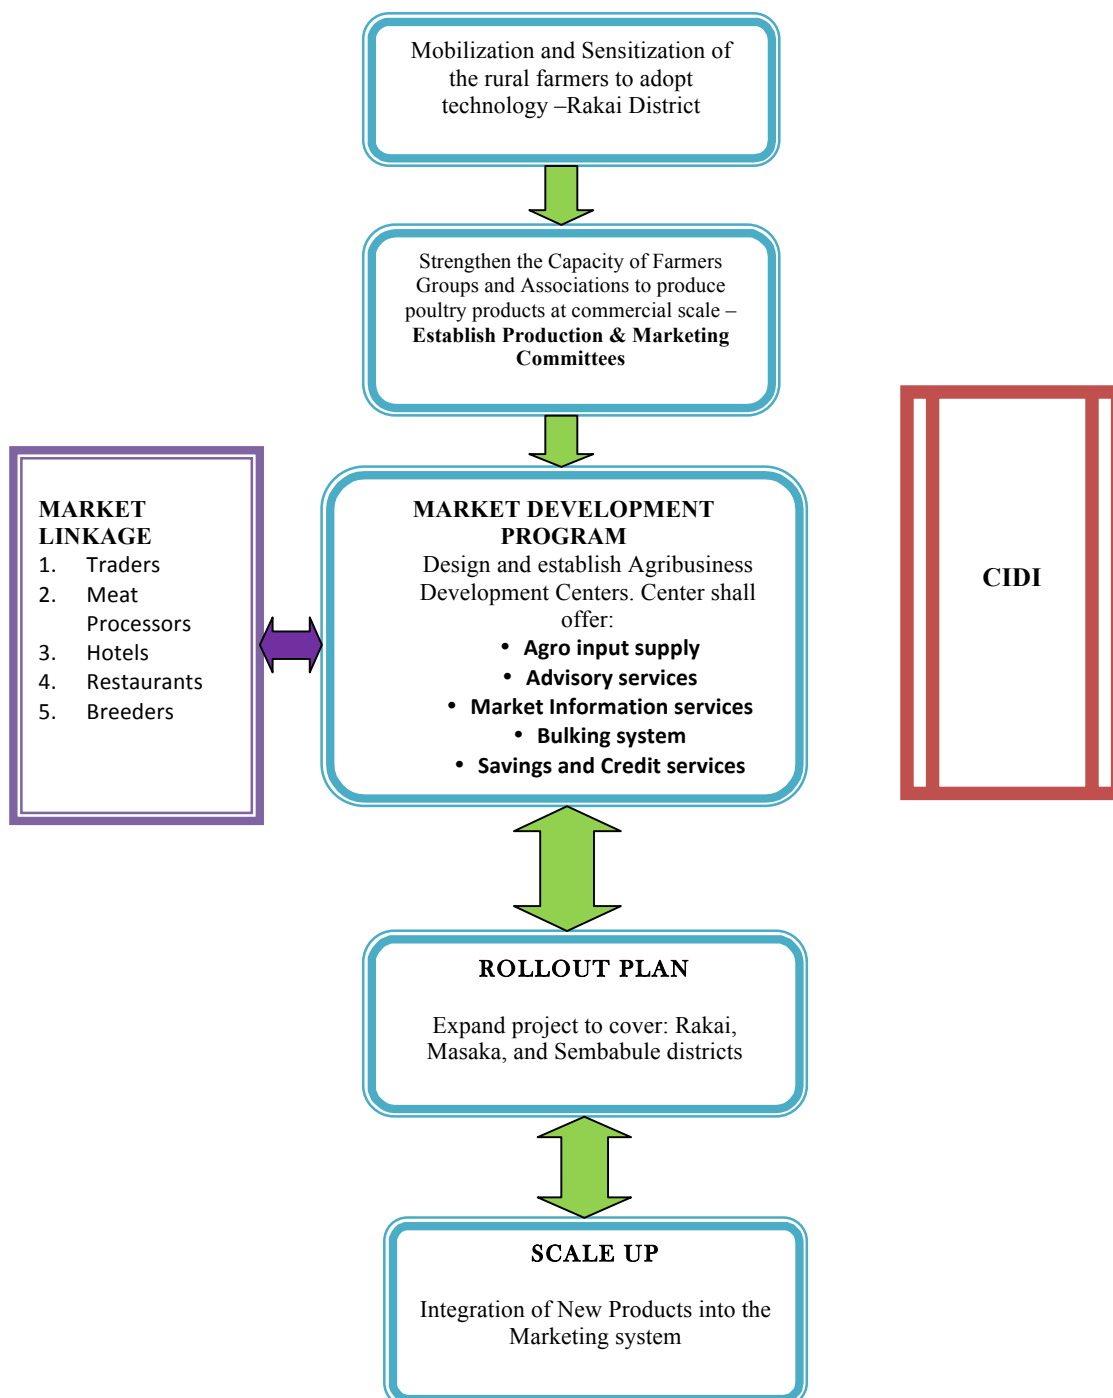 Mobilization and Sensitization of
the rural farmers to adopt
technology –Rakai District
Strengthen the Capacity of Farmers
Groups and Associations to produce
poultry products at commercial scale –
Establish Production & Marketing
Committees
MARKET
LINKAGE
1. Traders
2. Meat
Processors
3. Hotels
4. Restaurants
5. Breeders
MARKET DEVELOPMENT
PROGRAM
Design and establish Agribusiness
Development Centers. Center shall
offer:
• Agro input supply
• Advisory services
• Market Information services
• Bulking system
• Savings and Credit services
CIDI
ROLLOUT PLAN
Expand project to cover: Rakai,
Masaka, and Sembabule districts
SCALE UP
Integration of New Products into the
Marketing system